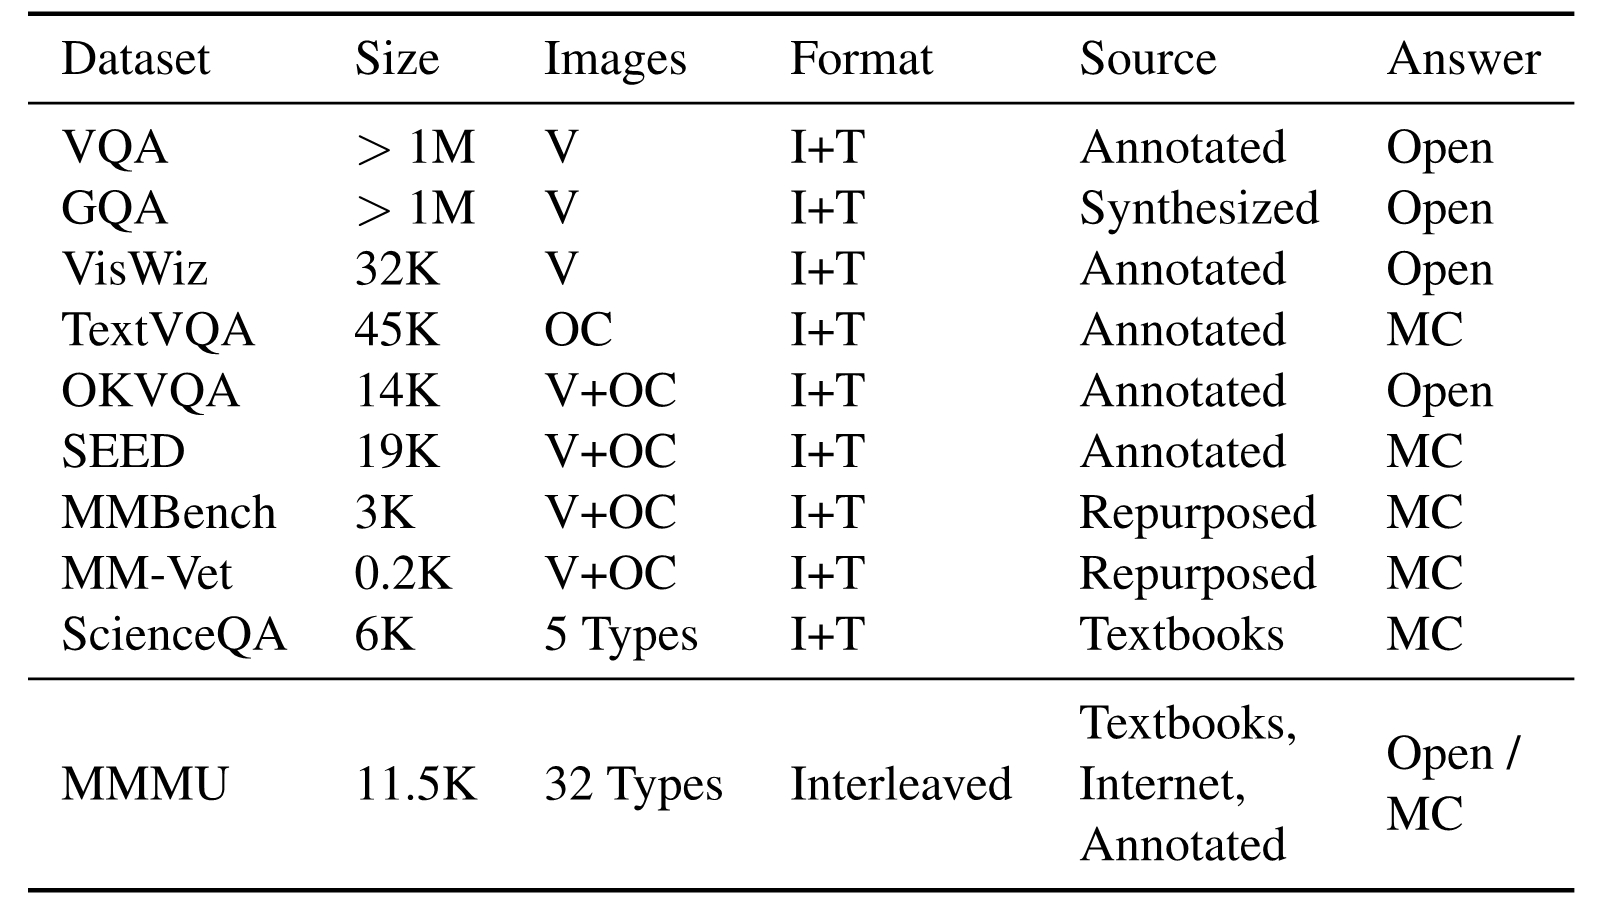 Dataset Size Images Format Source Answer
VQA > 1M V I+T Annotated Open
GQA > 1M V I+T Synthesized Open
VisWiz 32K V I+T Annotated Open
TextVQA 45K OC I+T Annotated MC
OKVQA 14K V+OC I+T Annotated Open
SEED 19K V+OC I+T Annotated MC
MMBench 3K V+OC I+T Repurposed MC
MM-Vet 0.2K V+OC I+T Repurposed MC
ScienceQA 6K 5 Types I+T Textbooks MC
MMMU 11.5K 32 Types Interleaved
Textbooks,
Internet,
Annotated
Open /
MC